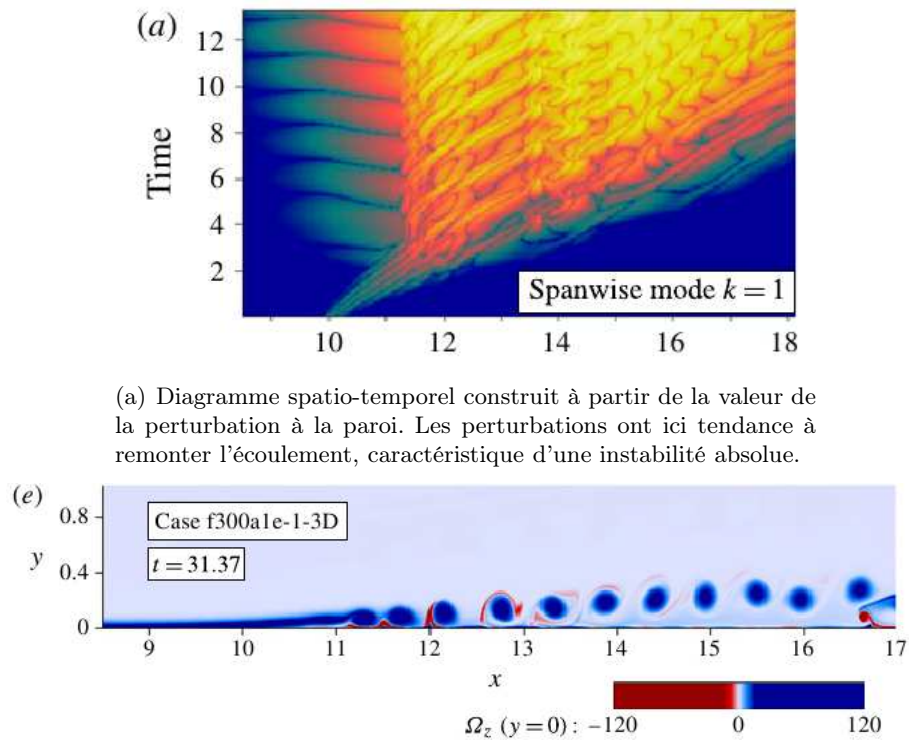 (a)
12
10
8
6
4
2
Time
Spanwise mode k = 1
10 12 14 16 18
(a) Diagramme spatio-temporel construit à partir de la valeur de
la perturbation à la paroi. Les perturbations ont ici tendance à
remonter l'écoulement, caractéristique d'une instabilité absolue.
(e)
0.8
0.4
0
y
Case f300a1e-1-3D
t = 31.37
9 10 11 12 13 14 15 16 17
x
Ωz (y = 0) : −120 0 120